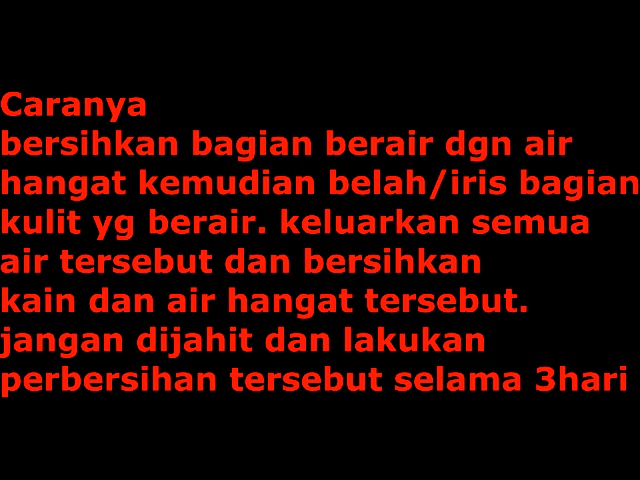 Caranya
bersihkan bagian berair dgn air
hangat kemudian belah/iris bagian
kulit yg berair. keluarkan semua
air tersebut dan bersihkan
kain dan air hangat tersebut.
jangan dijahit dan lakukan
perbersihan tersebut selama 3hari